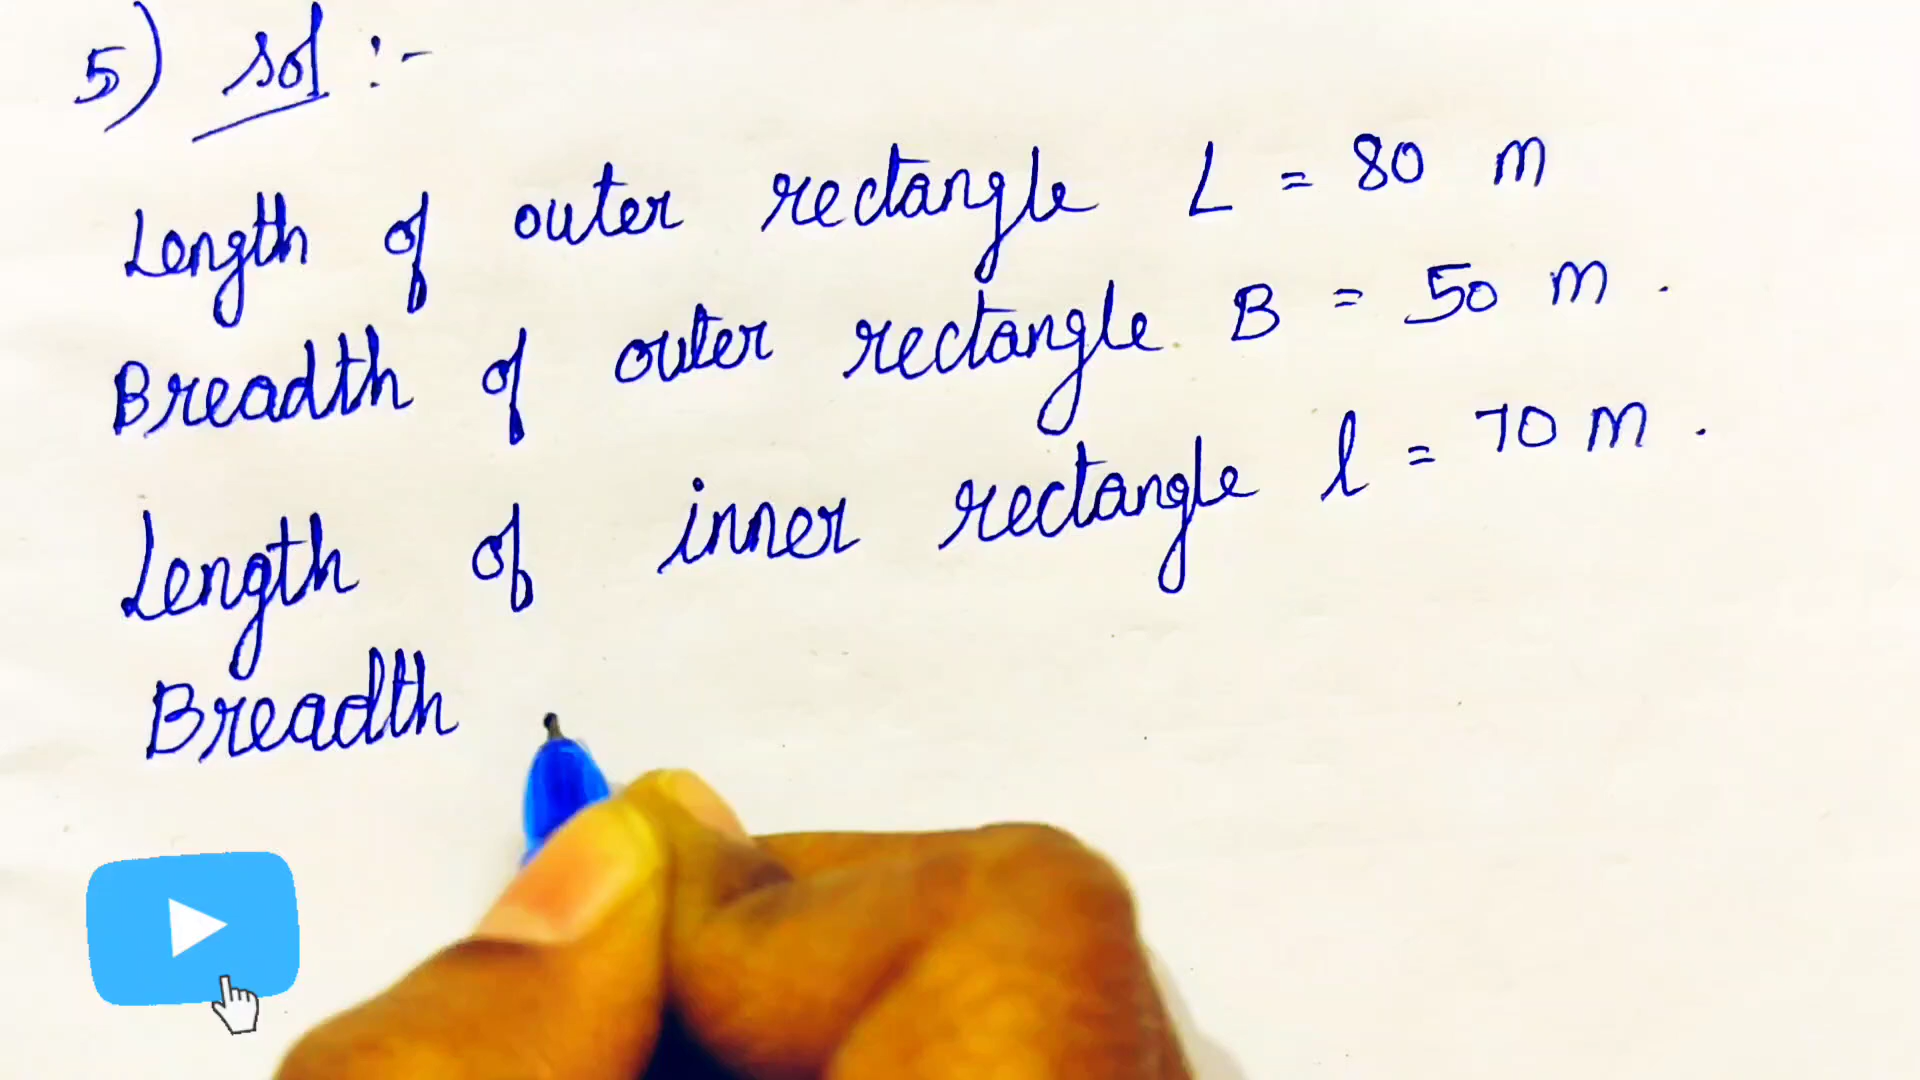 5) Sol :-
Length of outer rectangle L = 80 m
Breadth of outer rectangle B = 50 m.
Length of inner rectangle l = 70 m.
Breadth